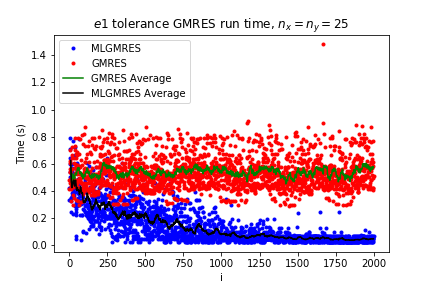 e1 tolerance GMRES run time, nₓ = nᵧ = 25
MLGMRES
GMRES
GMRES Average
MLGMRES Average
Time (s)
1.4
1.2
1.0
0.8
0.6
0.4
0.2
0.0
0 250 500 750 1000 1250 1500 1750 2000
i